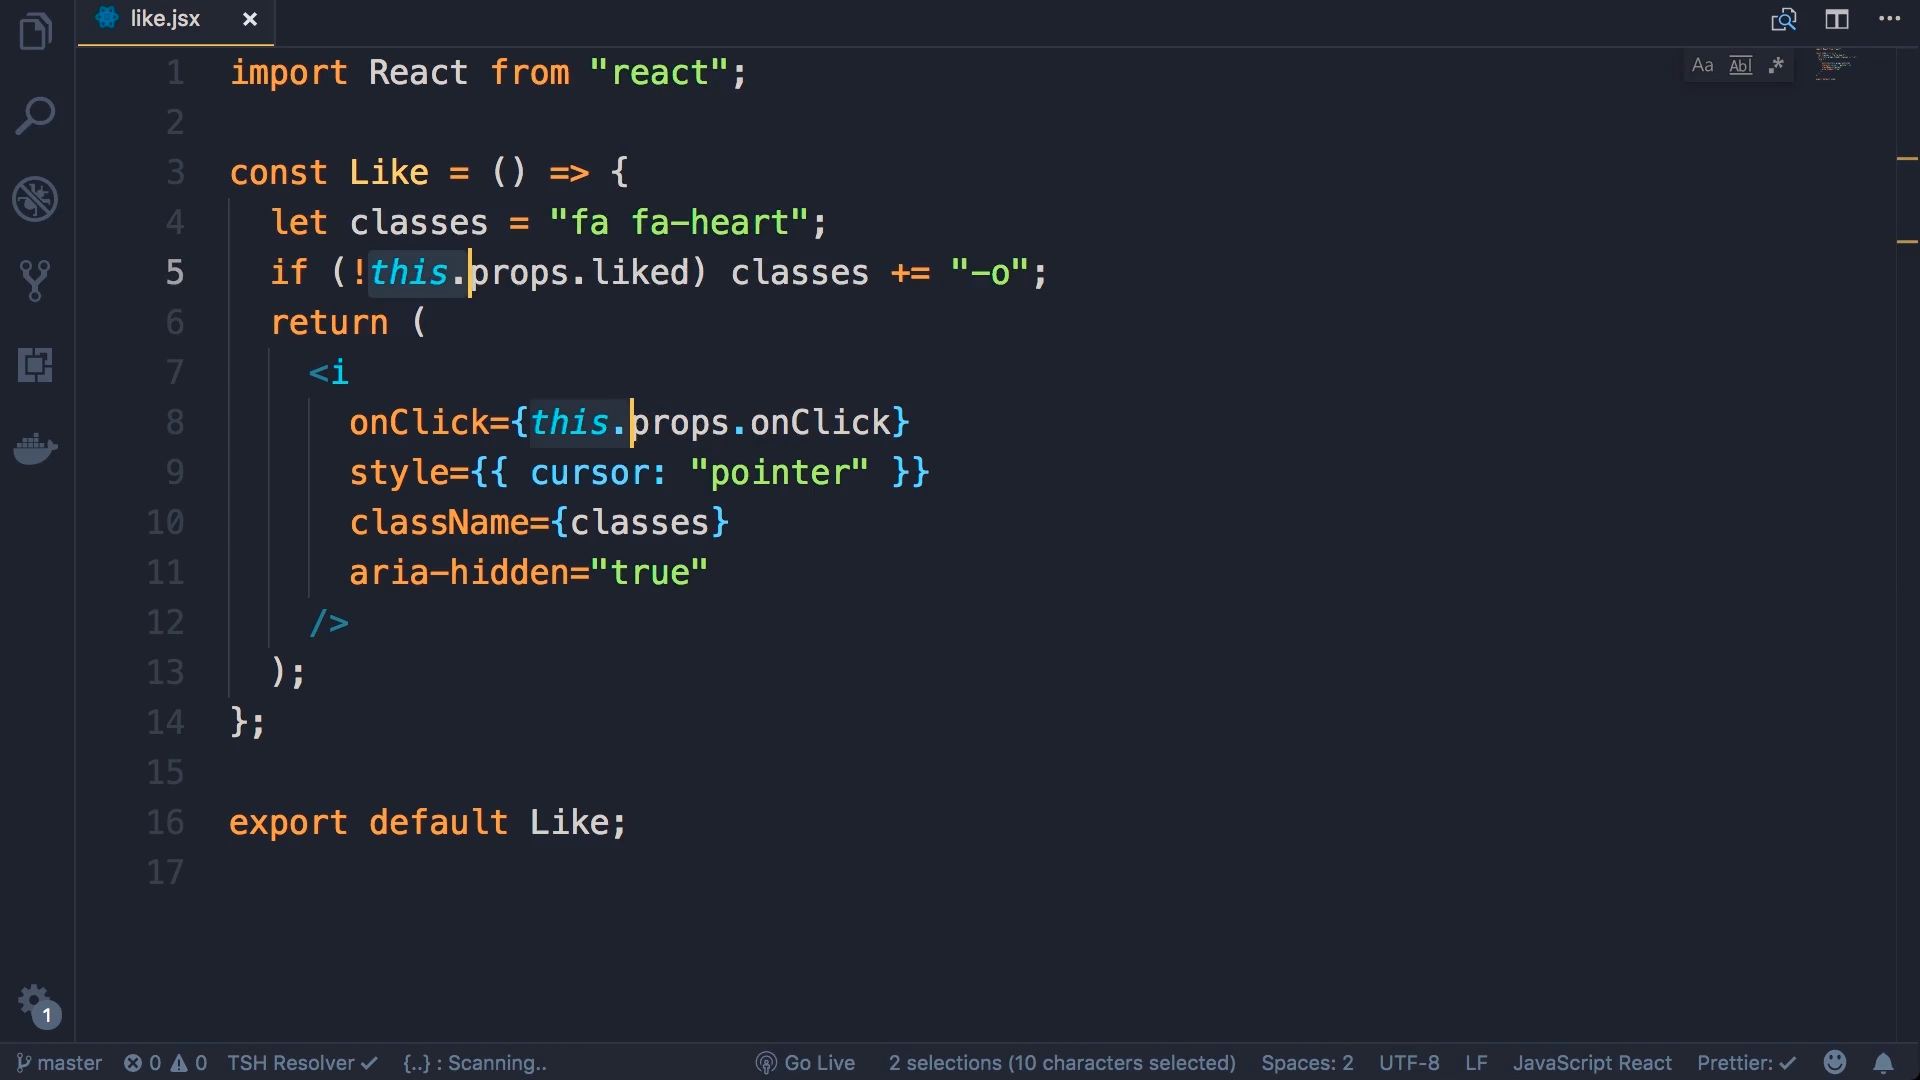 like.jsx ×
Aa Abl .*
1 import React from "react";
2
3 const Like = () => {
4 let classes = "fa fa-heart";
5 if (!this.props.liked) classes += "-o";
6 return (
7 <i
8 onClick={this.props.onClick}
9 style={{ cursor: "pointer" }}
10 className={classes}
11 aria-hidden="true"
12 />
13 );
14 };
15
16 export default Like;
17
1
master 0 0 TSH Resolver ✓ {..} : Scanning.. Go Live 2 selections (10 characters selected) Spaces: 2 UTF-8 LF JavaScript React Prettier: ✓